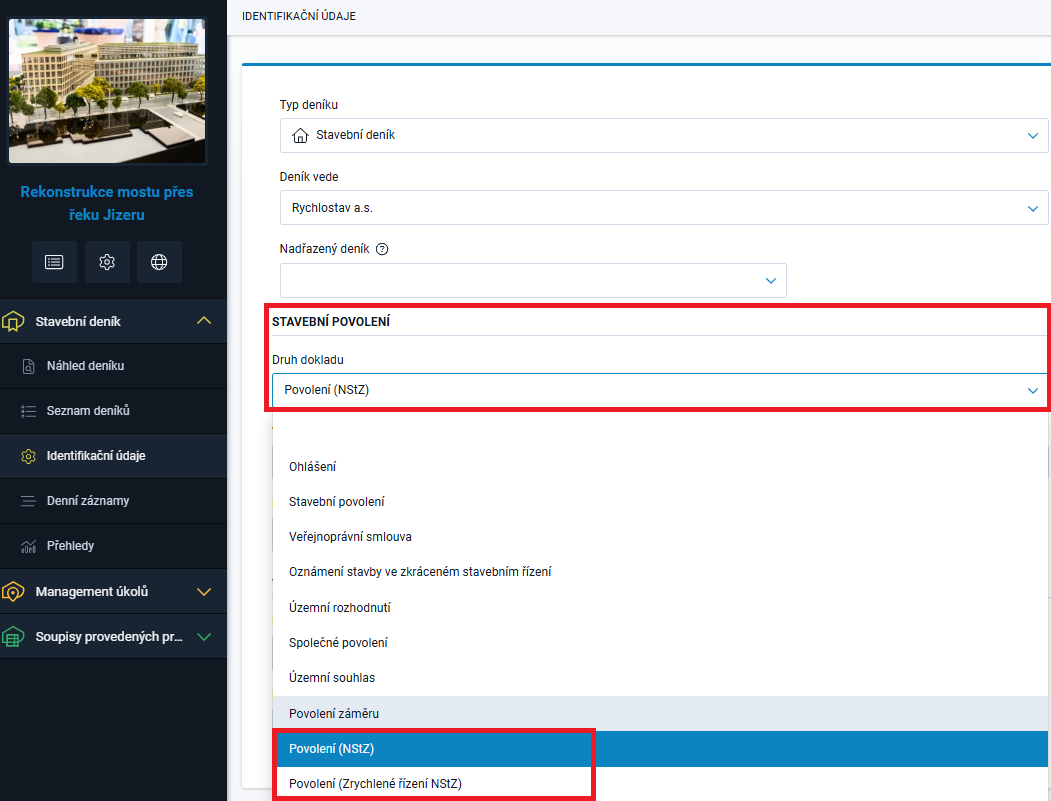 IDENTIFIKAČNÍ ÚDAJE
Rekonstrukce mostu přes
řeku Jizeru
Stavební deník
Náhled deníku
Seznam deníků
Identifikační údaje
Denní záznamy
Přehledy
Management úkolů
Soupisy provedených pr...
Typ deníku
Stavební deník
Deník vede
Rychlostav a.s.
Nadřazený deník ?
STAVEBNÍ POVOLENÍ
Druh dokladu
Povolení (NStZ)
Ohlášení
Stavební povolení
Veřejnoprávní smlouva
Oznámení stavby ve zkráceném stavebním řízení
Územní rozhodnutí
Společné povolení
Územní souhlas
Povolení záměru
Povolení (NStZ)
Povolení (Zrychlené řízení NStZ)